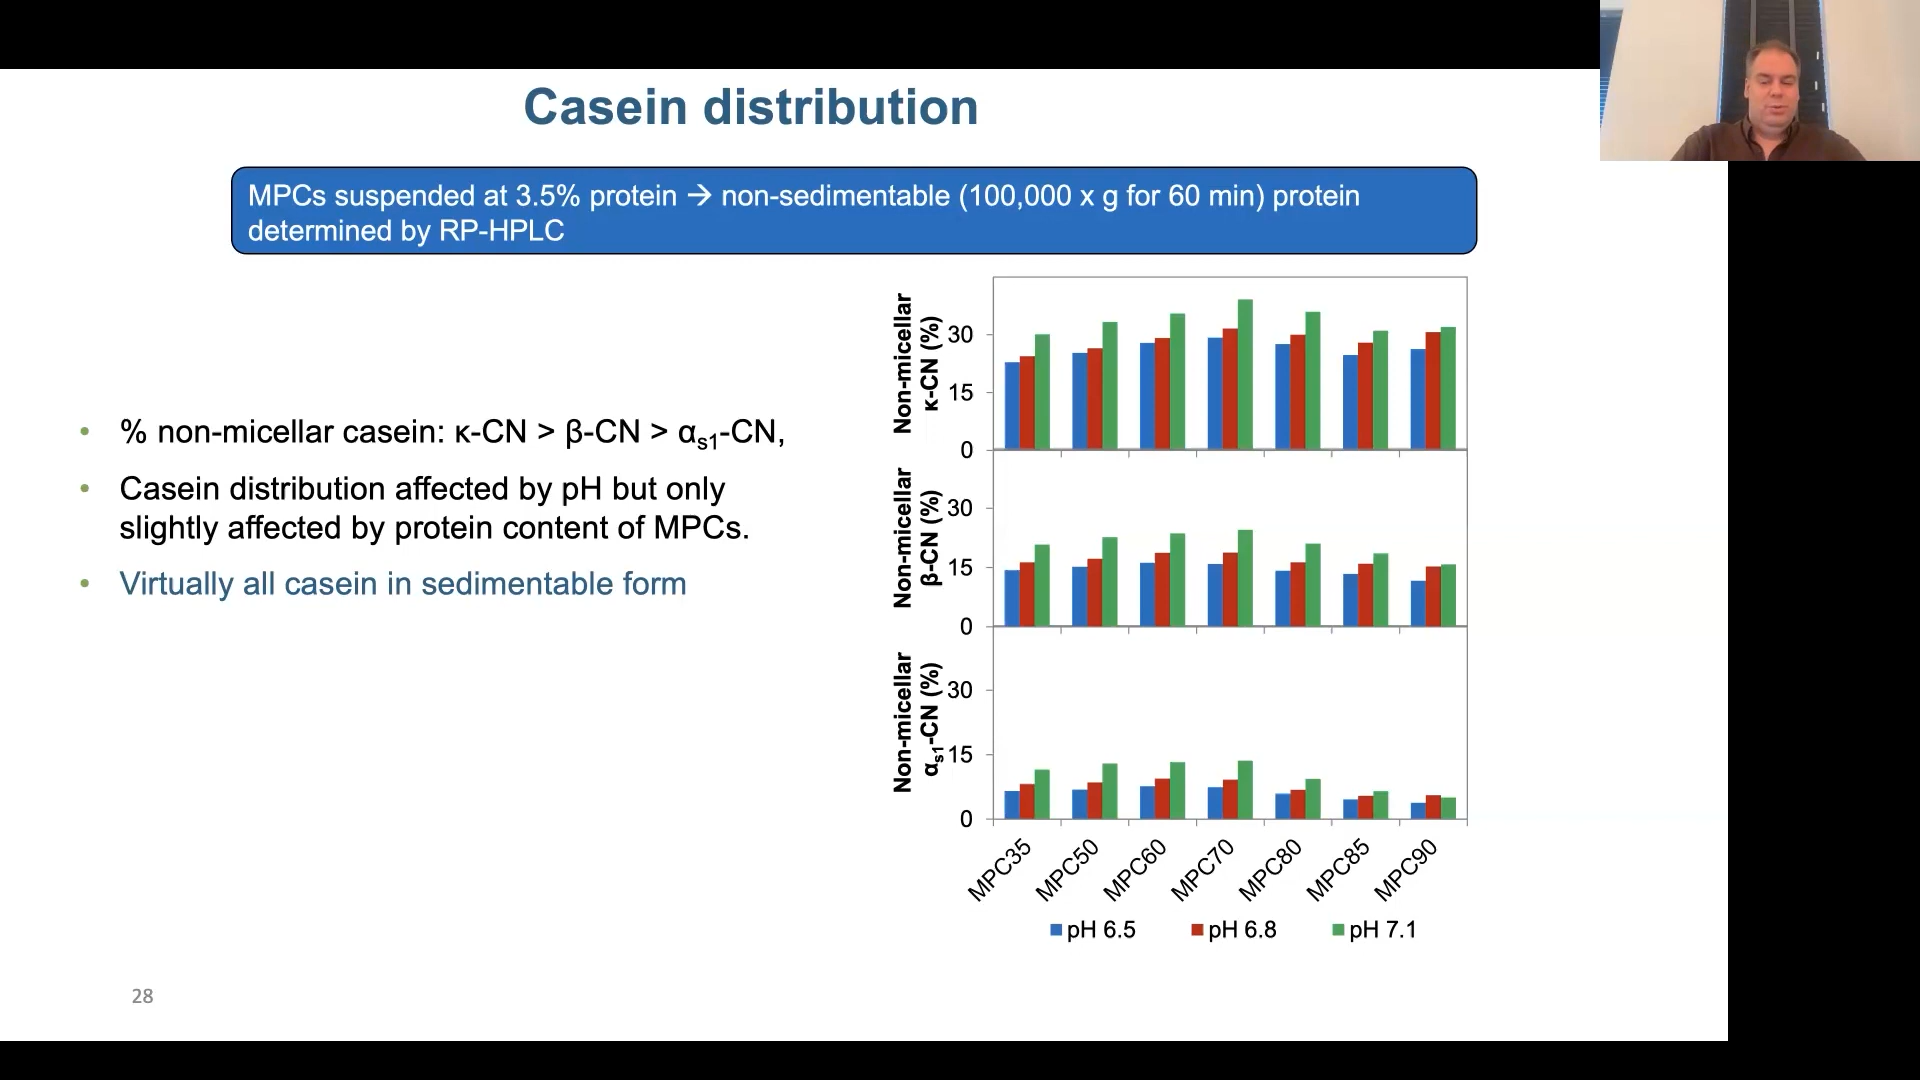 Casein distribution
MPCs suspended at 3.5% protein → non-sedimentable (100,000 x g for 60 min) protein
determined by RP-HPLC
• % non-micellar casein: κ-CN > β-CN > αs1-CN,
• Casein distribution affected by pH but only
slightly affected by protein content of MPCs.
• Virtually all casein in sedimentable form
Non-micellar
κ-CN (%)
30
15
0
Non-micellar
β-CN (%)
30
15
0
Non-micellar
αs1-CN (%)
30
15
0
MPC35
MPC50
MPC60
MPC70
MPC80
MPC85
MPC90
pH 6.5
pH 6.8
pH 7.1
28